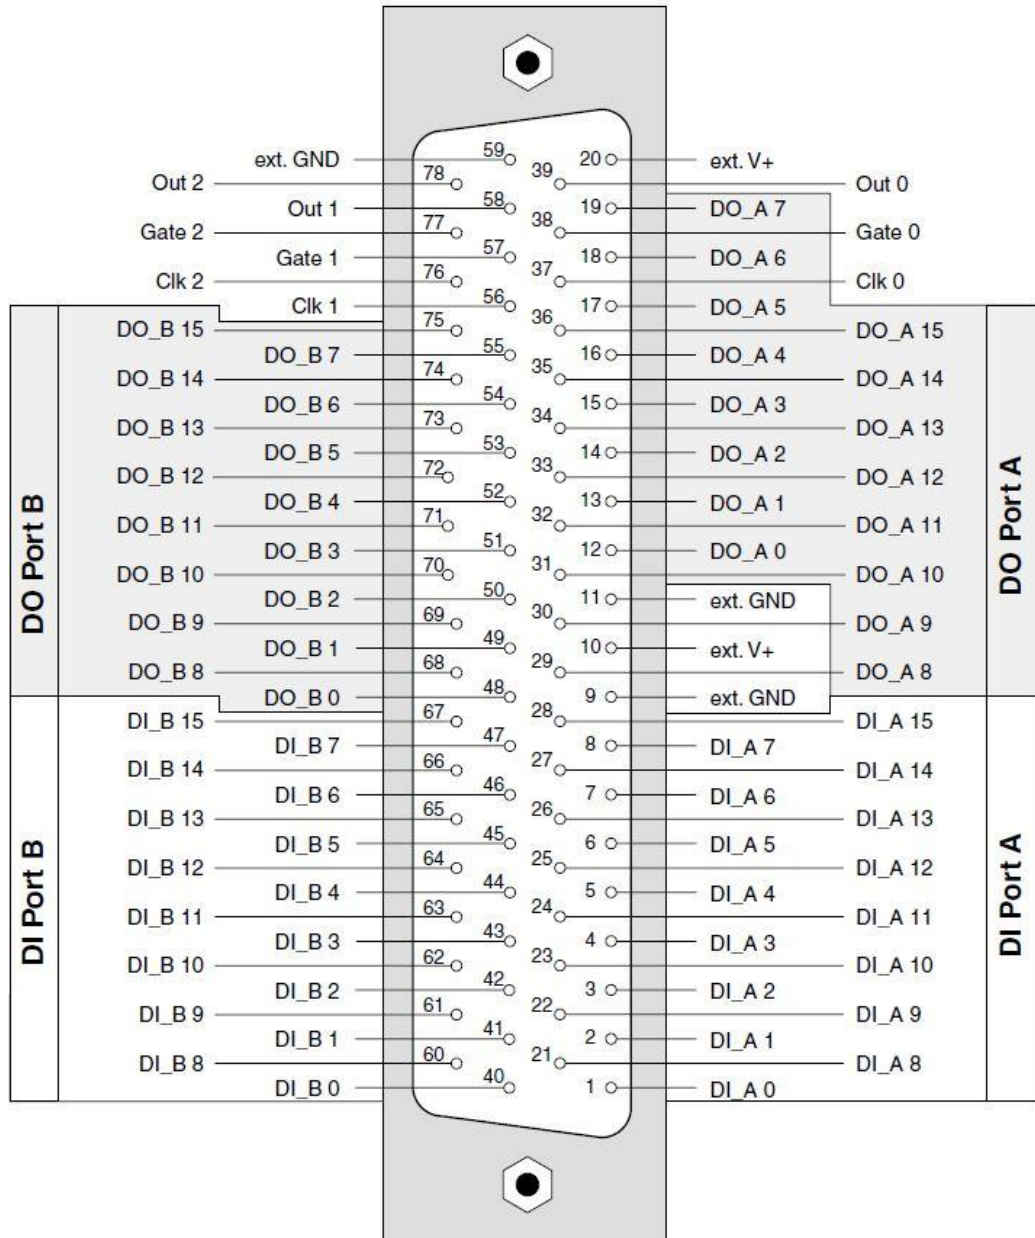 ext. GND 59 20 ext. V+
Out 2 78 39 Out 0
Out 1 58 19 DO_A 7
Gate 2 77 38 Gate 0
Gate 1 57 18 DO_A 6
Clk 2 76 37 Clk 0
Clk 1 56 17 DO_A 5
DO_B 15 75 36 DO_A 15
DO_B 7 55 16 DO_A 4
DO_B 14 74 35 DO_A 14
DO_B 6 54 15 DO_A 3
DO_B 13 73 34 DO_A 13
DO_B 5 53 14 DO_A 2
DO_B 12 72 33 DO_A 12
DO_B 4 52 13 DO_A 1
DO_B 11 71 32 DO_A 11
DO_B 3 51 12 DO_A 0
DO_B 10 70 31 DO_A 10
DO_B 2 50 11 ext. GND
DO_B 9 69 30 DO_A 9
DO_B 1 49 10 ext. V+
DO_B 8 68 29 DO_A 8
DO_B 0 48 9 ext. GND
DO Port B
DO Port A
DI_B 15 67 28 DI_A 15
DI_B 7 47 8 DI_A 7
DI_B 14 66 27 DI_A 14
DI_B 6 46 7 DI_A 6
DI_B 13 65 26 DI_A 13
DI_B 5 45 6 DI_A 5
DI_B 12 64 25 DI_A 12
DI_B 4 44 5 DI_A 4
DI_B 11 63 24 DI_A 11
DI_B 3 43 4 DI_A 3
DI_B 10 62 23 DI_A 10
DI_B 2 42 3 DI_A 2
DI_B 9 61 22 DI_A 9
DI_B 1 41 2 DI_A 1
DI_B 8 60 21 DI_A 8
DI_B 0 40 1 DI_A 0
DI Port B
DI Port A